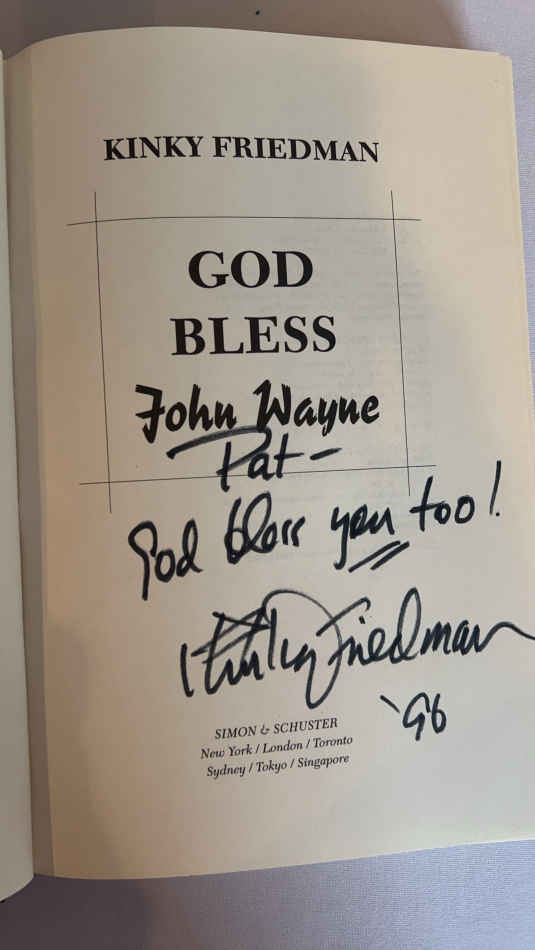 KINKY FRIEDMAN
GOD
BLESS
John Wayne
Pat –
God bless you too!
Kinky Friedman
'96
SIMON & SCHUSTER
New York / London / Toronto
Sydney / Tokyo / Singapore